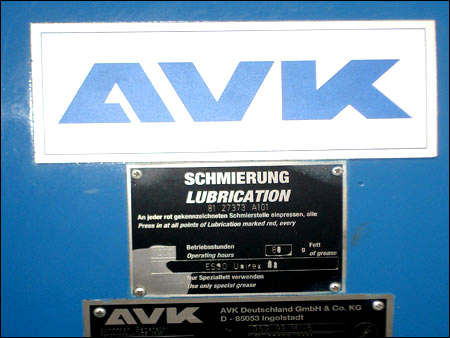 AVK
SCHMIERUNG
LUBRICATION
81 27373 A101
An jeder rot gekennzeichneten Schmierstelle einpressen, alle
Press in at all points of Lubrication marked red, every
Betriebsstunden Fett
Operating hours g of grease
ESSO Unirex
Nur Spezialfett verwenden
Use only special grease
AVK
AVK Deutschland GmbH & Co. KG
D - 85053 Ingolstadt